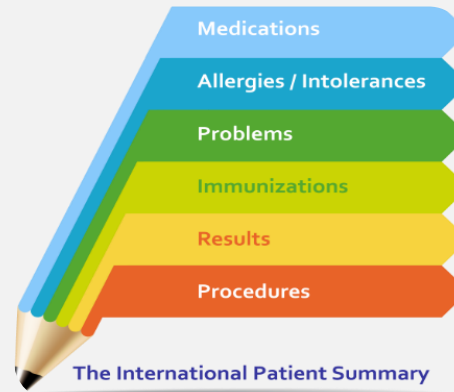 Medications
Allergies / Intolerances
Problems
Immunizations
Results
Procedures
The International Patient Summary